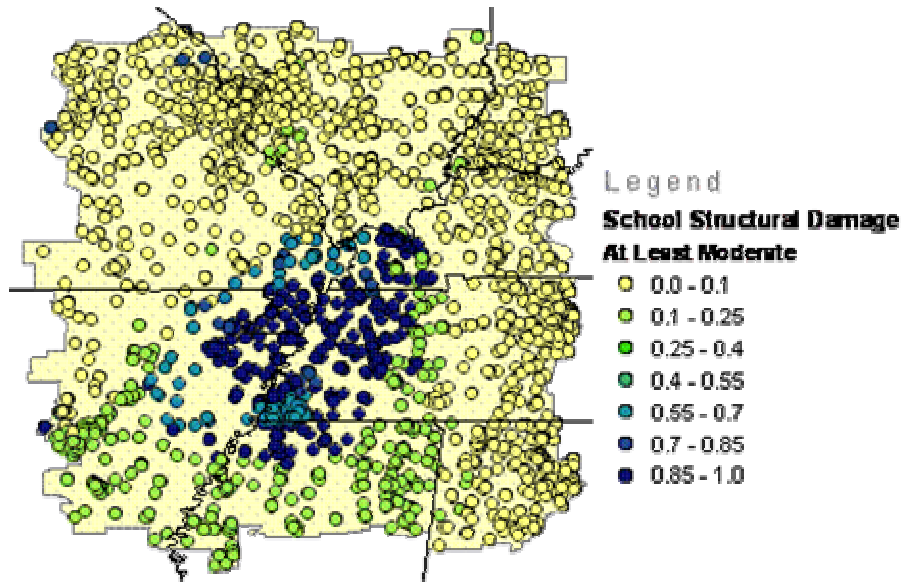 Legend
School Structural Damage
At Least Moderate
0.0 - 0.1
0.1 - 0.25
0.25 - 0.4
0.4 - 0.55
0.55 - 0.7
0.7 - 0.85
0.85 - 1.0